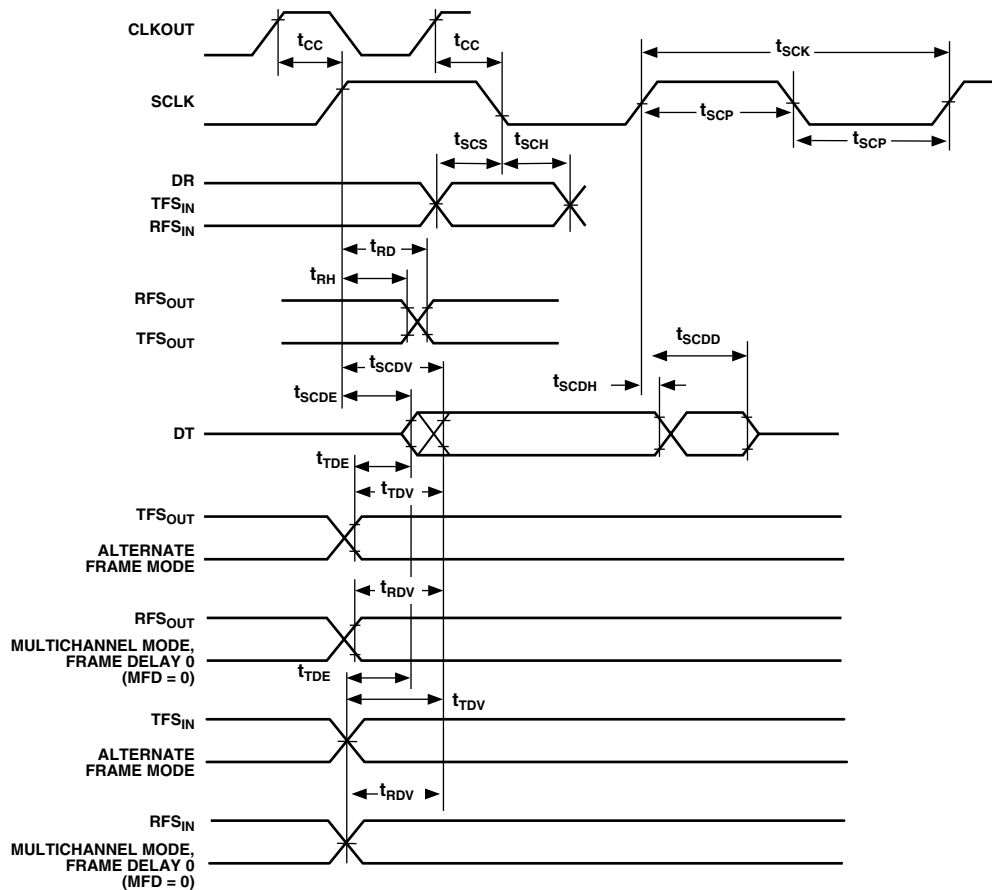 CLKOUT
tCC
tCC
tSCK
SCLK
tSCP
tSCP
tSCS
tSCH
DR
TFSIN
RFSIN
tRD
tRH
RFSOUT
TFSOUT
tSCDD
tSCDV
tSCDH
tSCDE
DT
tTDE
tTDV
TFSOUT
ALTERNATE
FRAME MODE
tRDV
RFSOUT
MULTICHANNEL MODE,
FRAME DELAY 0
(MFD = 0)
tTDE
tTDV
TFSIN
ALTERNATE
FRAME MODE
tRDV
RFSIN
MULTICHANNEL MODE,
FRAME DELAY 0
(MFD = 0)